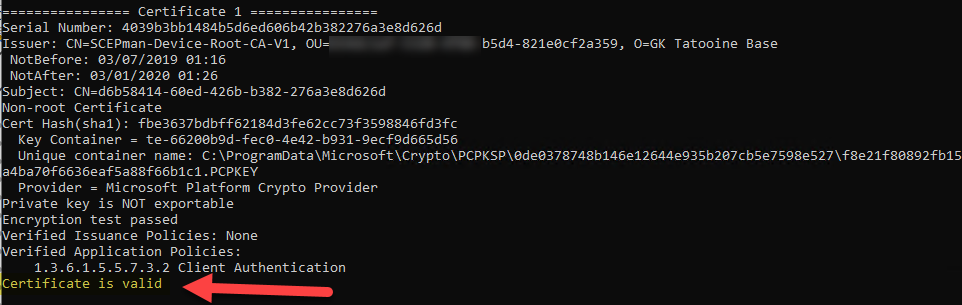 ================ Certificate 1 ================
Serial Number: 4039b3bb1484b5d6ed606b42b382276a3e8d626d
Issuer: CN=SCEPman-Device-Root-CA-V1, OU= b5d4-821e0cf2a359, O=GK Tatooine Base
 NotBefore: 03/07/2019 01:16
 NotAfter: 03/01/2020 01:26
Subject: CN=d6b58414-60ed-426b-b382-276a3e8d626d
Non-root Certificate
Cert Hash(sha1): fbe3637bdbff62184d3fe62cc73f3598846fd3fc
  Key Container = te-66200b9d-fec0-4e42-b931-9ecf9d665d56
  Unique container name: C:\ProgramData\Microsoft\Crypto\PCPKSP\0de0378748b146e12644e935b207cb5e7598e527\f8e21f80892fb15
a4ba70f6636eaf5a88f66b1c1.PCPKEY
  Provider = Microsoft Platform Crypto Provider
Private key is NOT exportable
Encryption test passed
Verified Issuance Policies: None
Verified Application Policies:
    1.3.6.1.5.5.7.3.2 Client Authentication
Certificate is valid